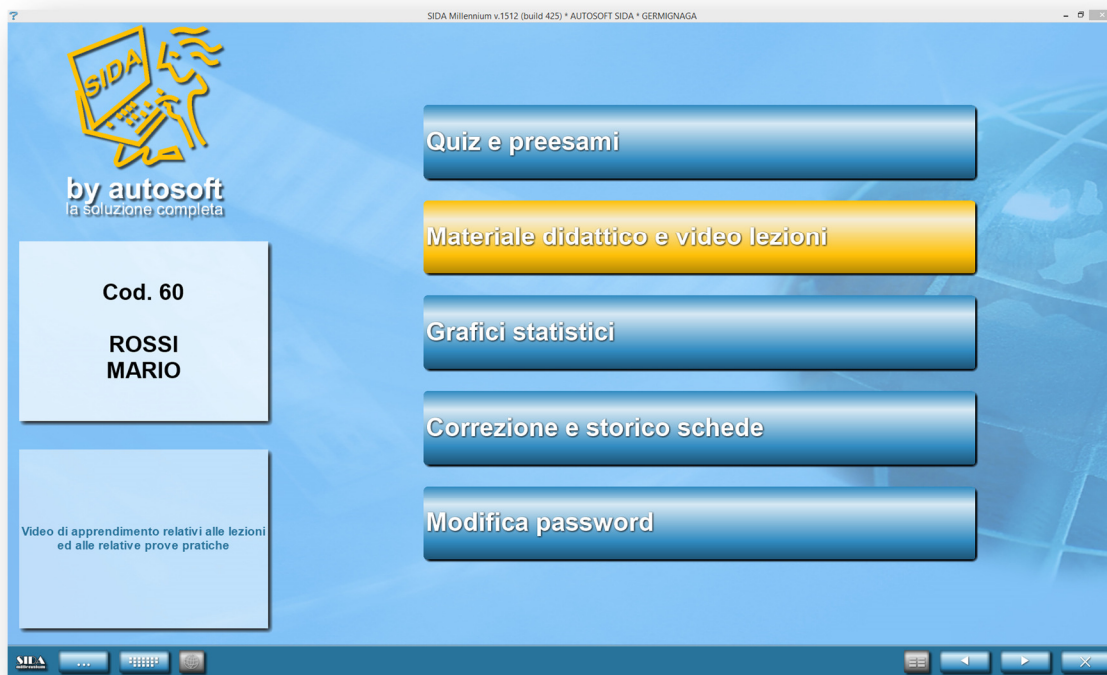 SIDA Millennium v.1512 (build 425) * AUTOSOFT SIDA * GERMIGNAGA
SIDA
by autosoft
la soluzione completa
Quiz e preesami
Materiale didattico e video lezioni
Cod. 60
ROSSI
MARIO
Grafici statistici
Correzione e storico schede
Modifica password
Video di apprendimento relativi alle lezioni
ed alle relative prove pratiche
SIDA
millennium
...